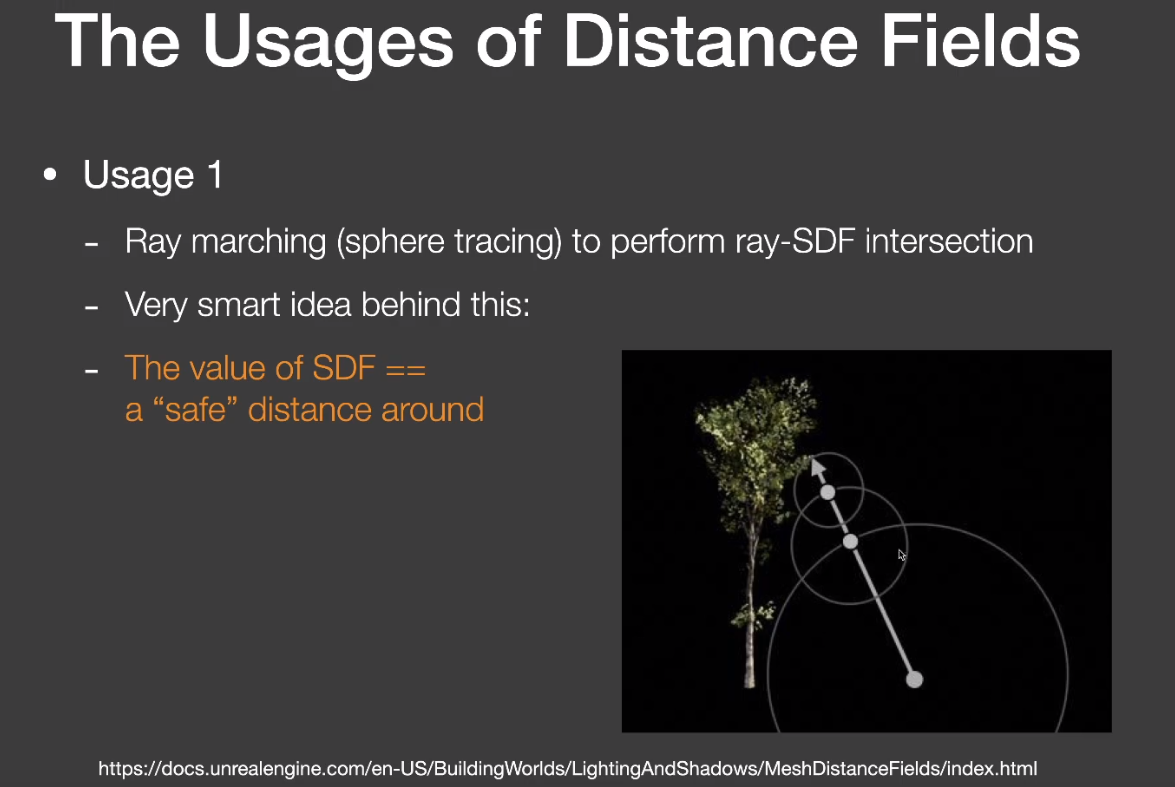 The Usages of Distance Fields
• Usage 1
- Ray marching (sphere tracing) to perform ray-SDF intersection
- Very smart idea behind this:
- The value of SDF ==
a “safe” distance around
https://docs.unrealengine.com/en-US/BuildingWorlds/LightingAndShadows/MeshDistanceFields/index.html